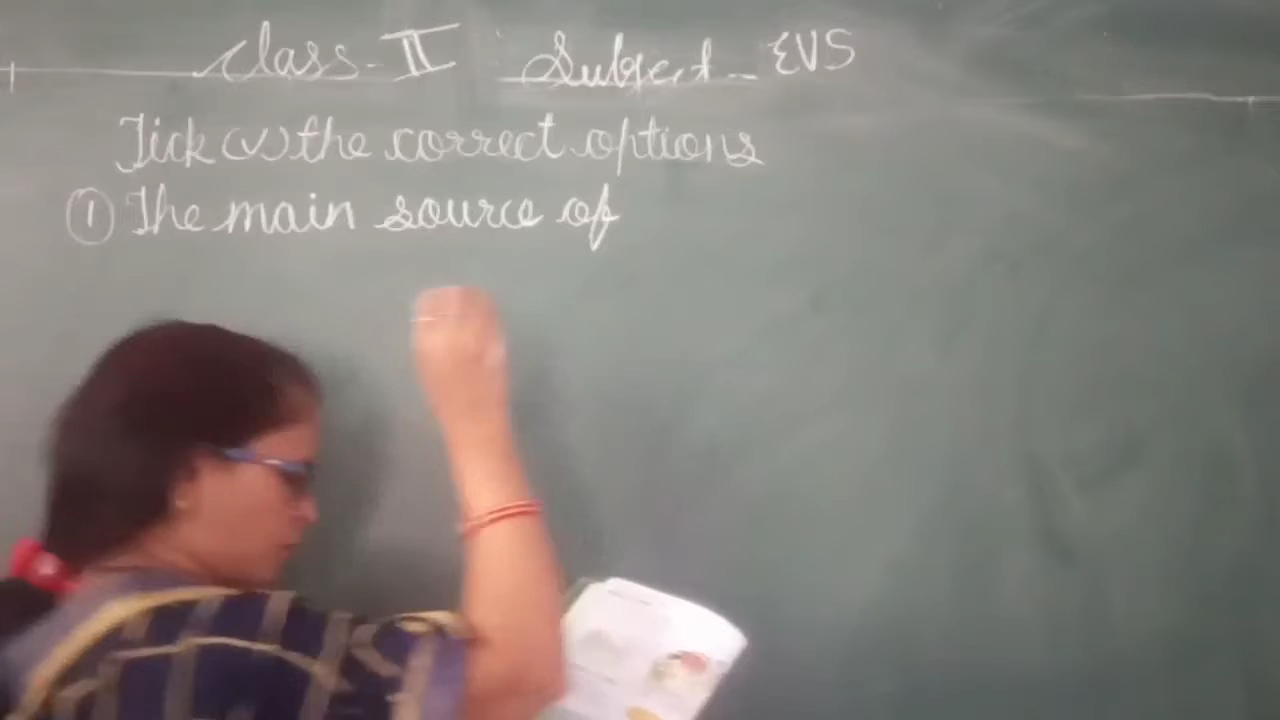 Class-II Subject-EVS
Tick (✓) the correct options
① The main source of